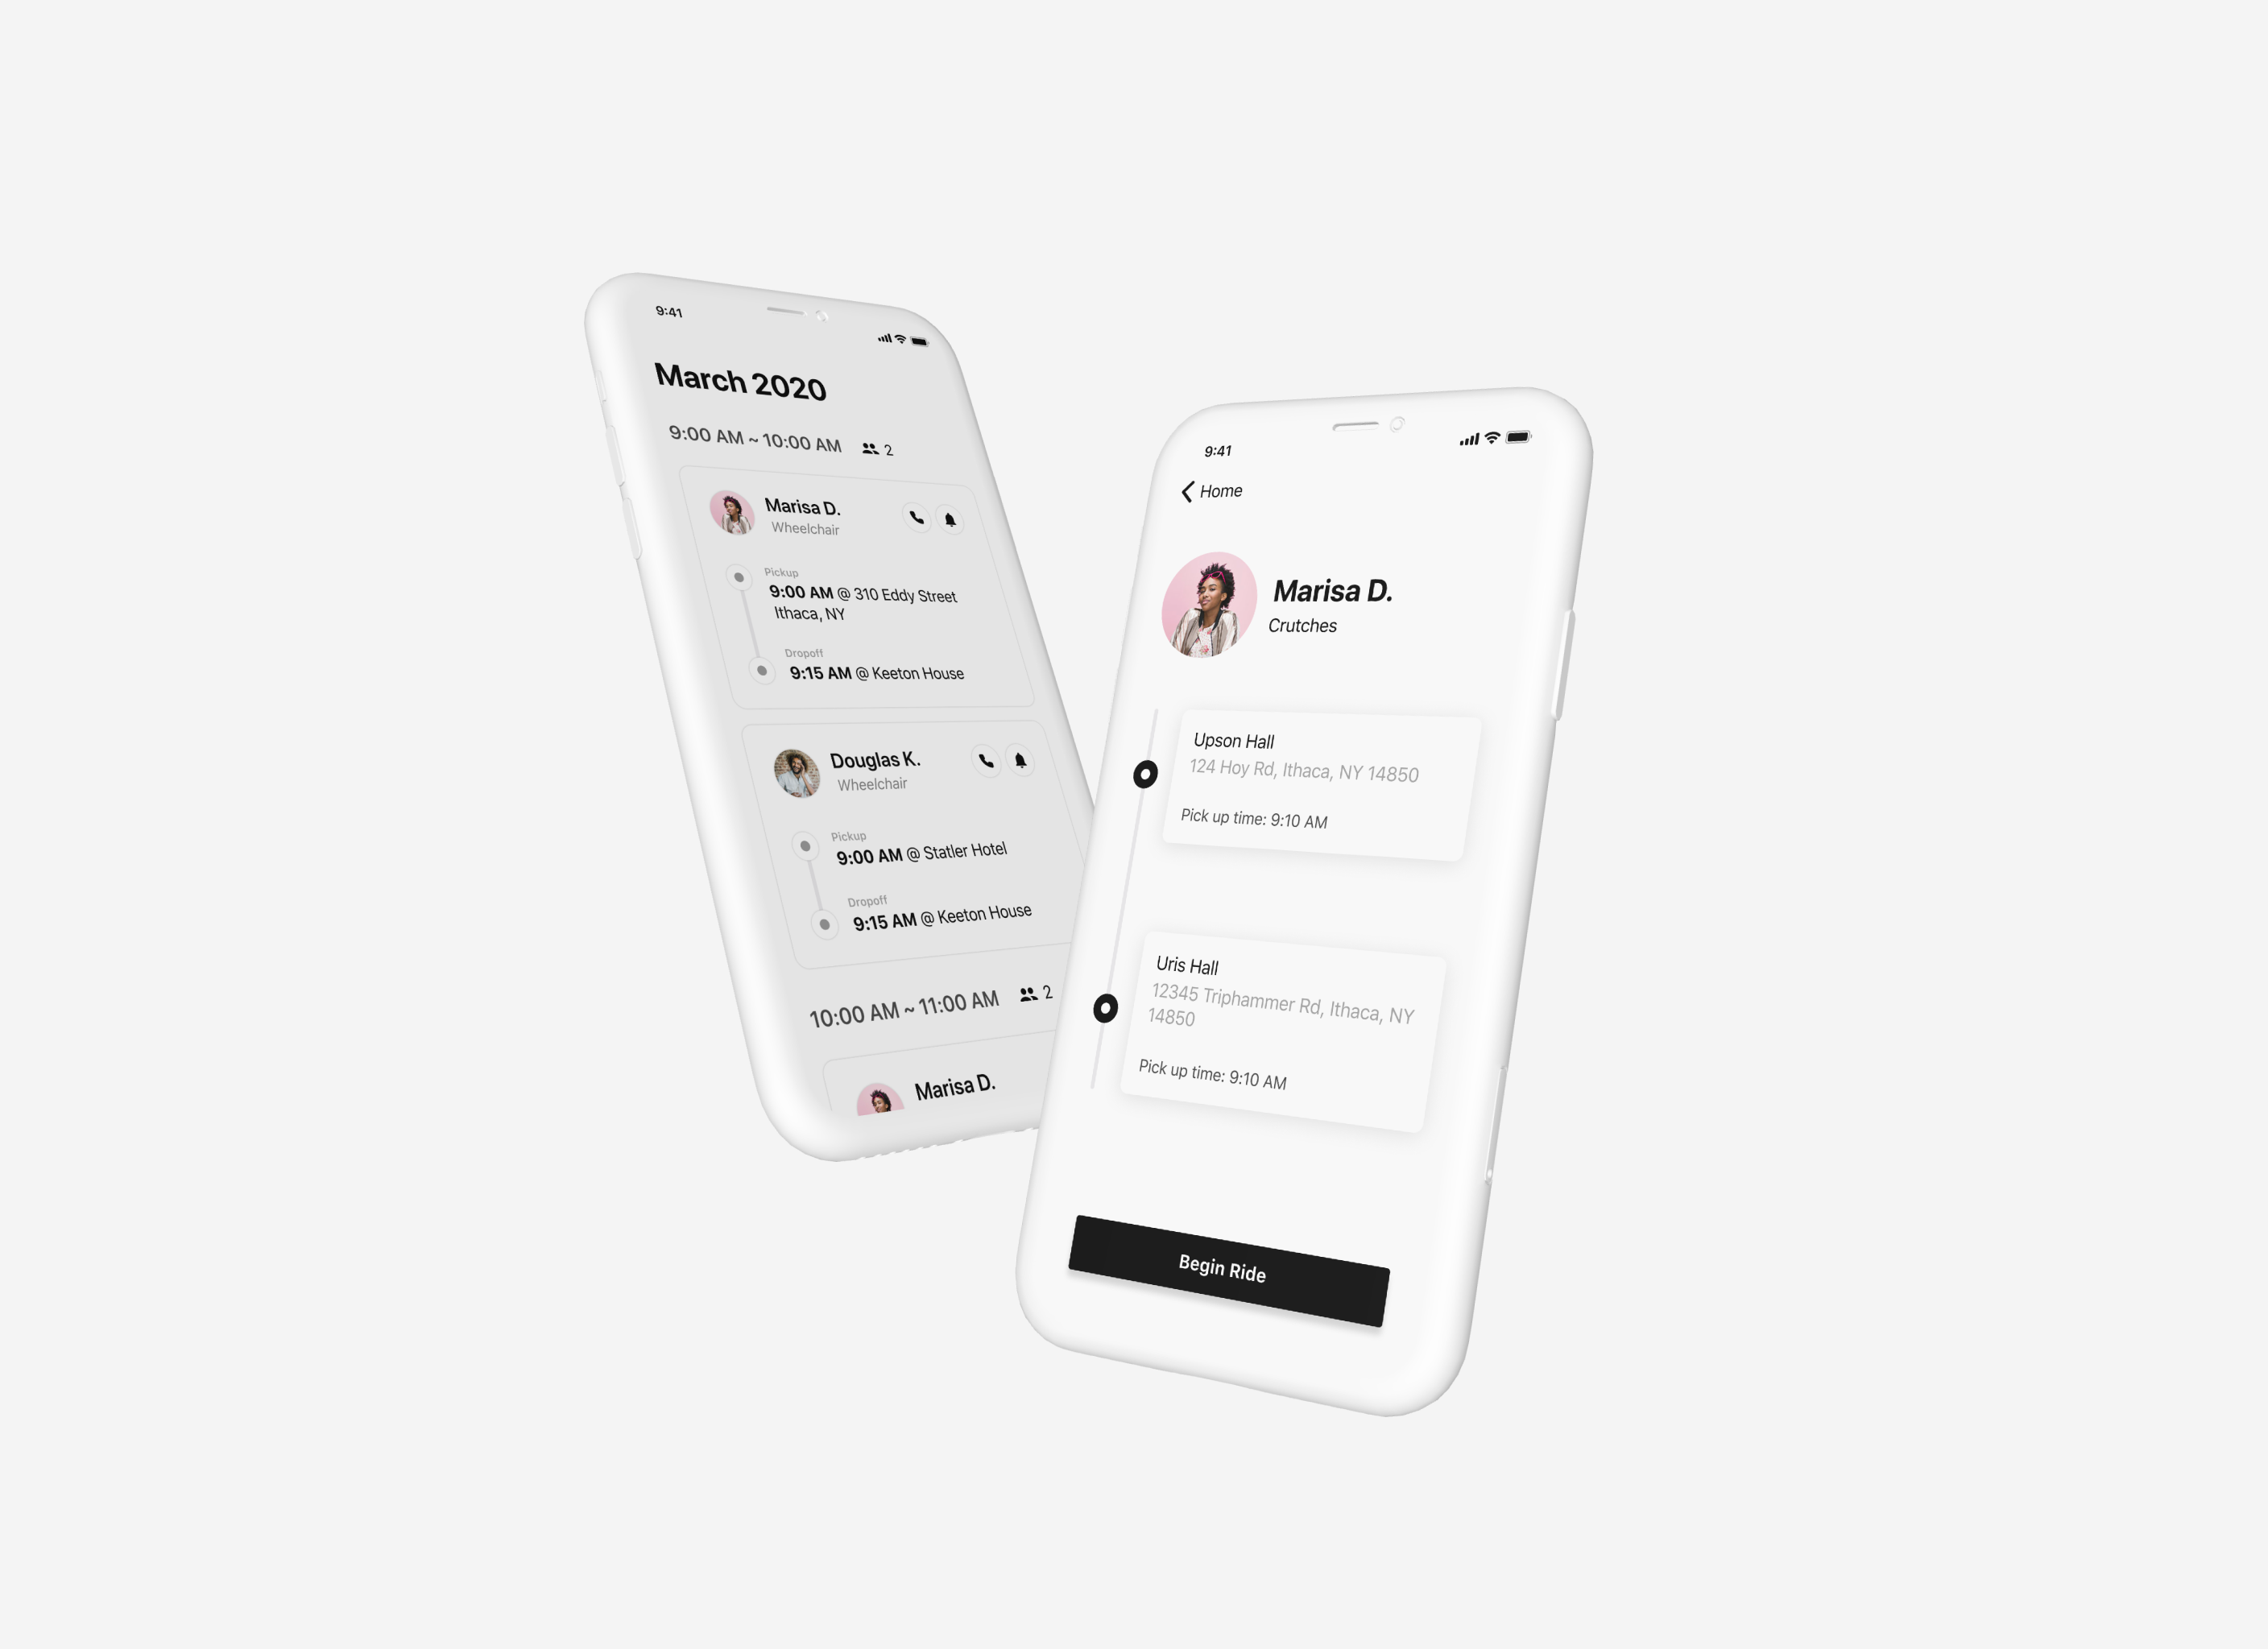 9:41
March 2020
9:00 AM ~ 10:00 AM 2
Marisa D.
Wheelchair
Pickup
9:00 AM @ 310 Eddy Street
Ithaca, NY
Dropoff
9:15 AM @ Keeton House
Douglas K.
Wheelchair
Pickup
9:00 AM @ Statler Hotel
Dropoff
9:15 AM @ Keeton House
10:00 AM ~ 11:00 AM 2
Marisa D.
9:41
Home
Marisa D.
Crutches
Upson Hall
124 Hoy Rd, Ithaca, NY 14850
Pick up time: 9:10 AM
Uris Hall
12345 Triphammer Rd, Ithaca, NY
14850
Pick up time: 9:10 AM
Begin Ride